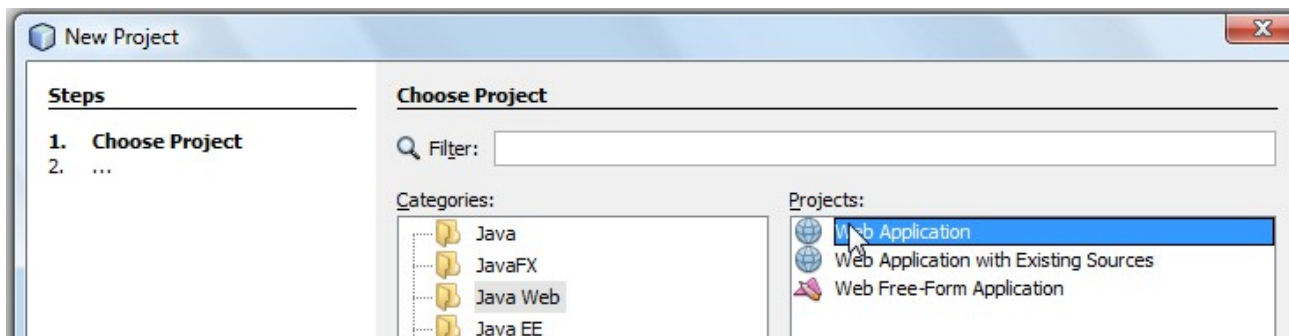 New Project
X
Steps
1. Choose Project
2. ...
Choose Project
Filter:
Categories:
Java
JavaFX
Java Web
Java EE
Projects:
Web Application
Web Application with Existing Sources
Web Free-Form Application